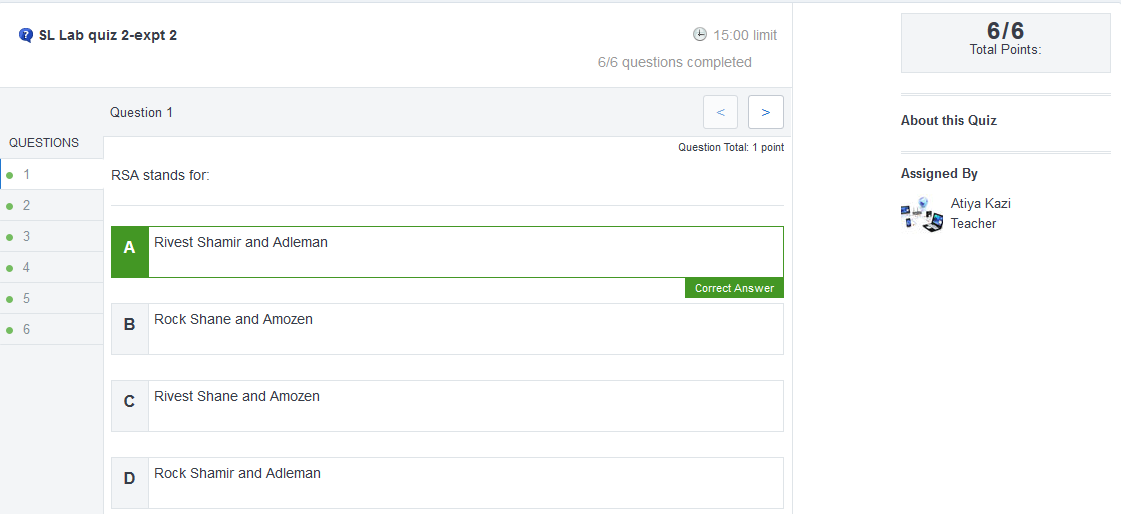 SL Lab quiz 2-expt 2
15:00 limit
6/6 questions completed
6/6
Total Points:
About this Quiz
Assigned By
Atiya Kazi
Teacher
Question 1
<
>
QUESTIONS
1
2
3
4
5
6
Question Total: 1 point
RSA stands for:
A Rivest Shamir and Adleman
Correct Answer
B Rock Shane and Amozen
C Rivest Shane and Amozen
D Rock Shamir and Adleman